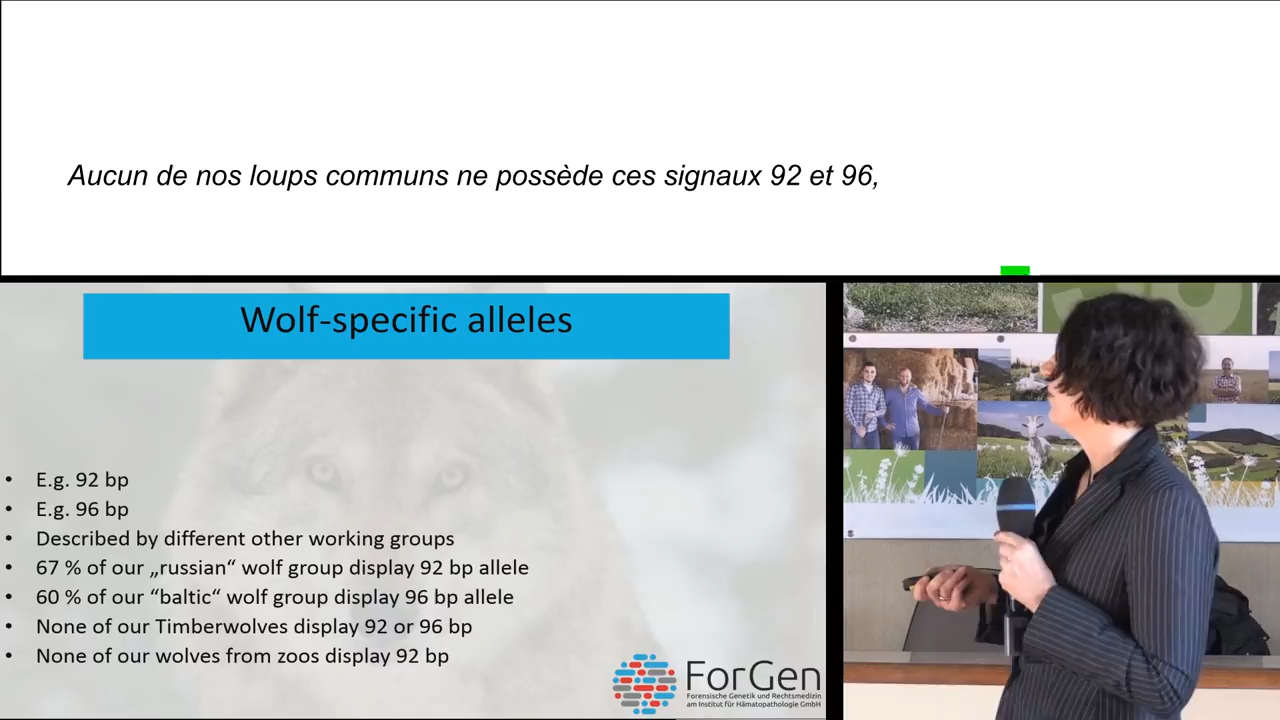 Aucun de nos loups communs ne possède ces signaux 92 et 96,
Wolf-specific alleles
• E.g. 92 bp
• E.g. 96 bp
• Described by different other working groups
• 67 % of our „russian“ wolf group display 92 bp allele
• 60 % of our “baltic“ wolf group display 96 bp allele
• None of our Timberwolves display 92 or 96 bp
• None of our wolves from zoos display 92 bp
ForGen
Forensische Genetik und Rechtsmedizin
am Institut für Hämatopathologie GmbH